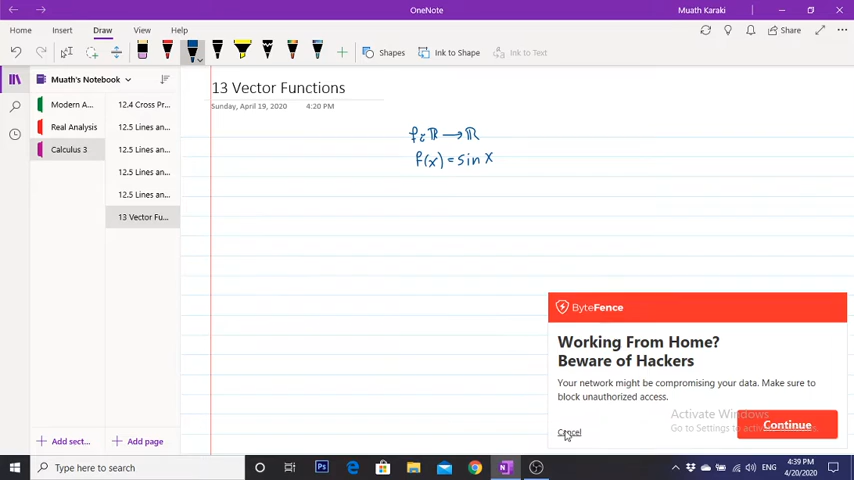 OneNote
Muath Karaki
Home Insert Draw View Help
Share
Shapes Ink to Shape Ink to Text
Muath's Notebook
Modern A...
Real Analysis
Calculus 3
12.4 Cross Pr...
12.5 Lines an...
12.5 Lines an...
12.5 Lines an...
12.5 Lines an...
13 Vector Fu...
13 Vector Functions
Sunday, April 19, 2020 4:20 PM
f: ℝ → ℝ
f(x) = sin x
ByteFence
Working From Home?
Beware of Hackers
Your network might be compromising your data. Make sure to
block unauthorized access.
Cancel
Continue
Activate Windows
Go to Settings to activ
Add sect... Add page
Type here to search
ENG
4:39 PM
4/20/2020